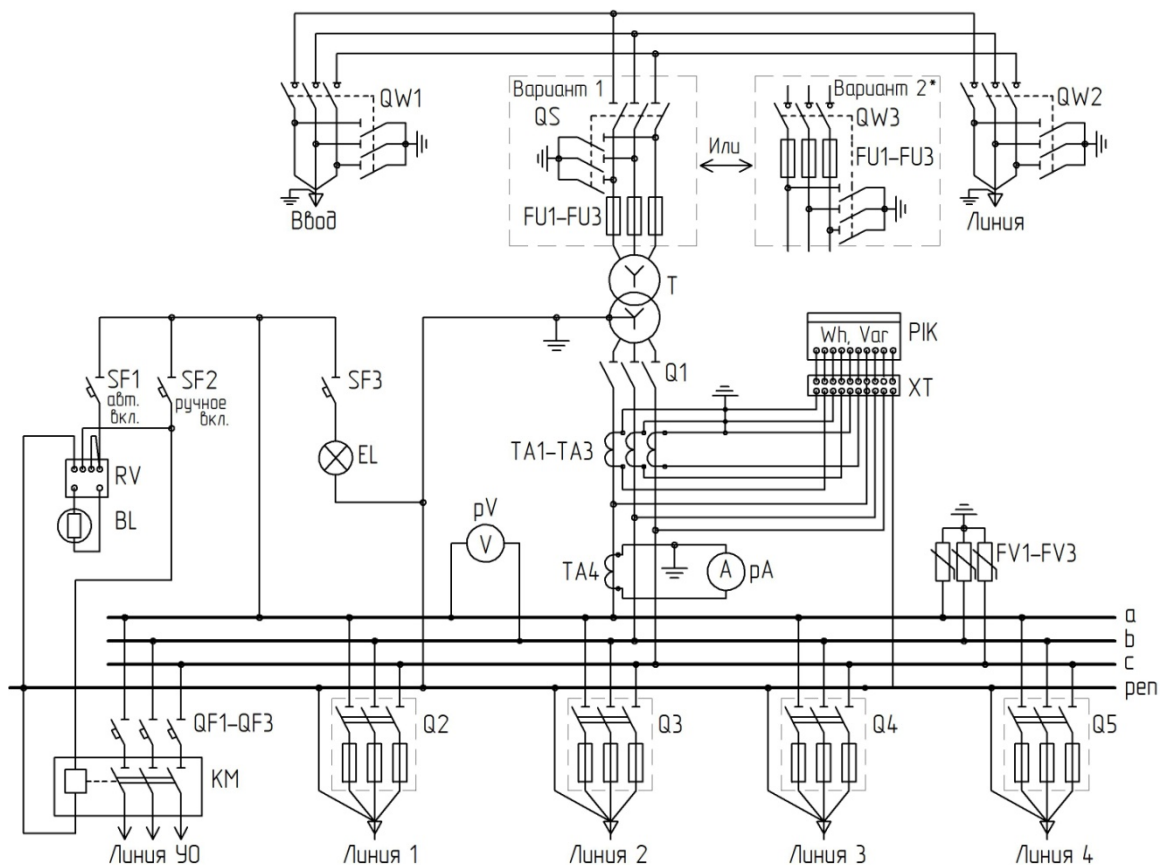 QW1
Вариант 1
QS
FU1-FU3
Или
Вариант 2*
QW3
FU1-FU3
QW2
Ввод
Линия
T
Q1
Wh, Var
PIK
XT
SF1
авт.
вкл.
SF2
ручное
вкл.
SF3
EL
RV
BL
TA1-TA3
pV
V
TA4
A
pA
FV1-FV3
a
b
c
pen
QF1-QF3
KM
Q2
Q3
Q4
Q5
Линия УО
Линия 1
Линия 2
Линия 3
Линия 4